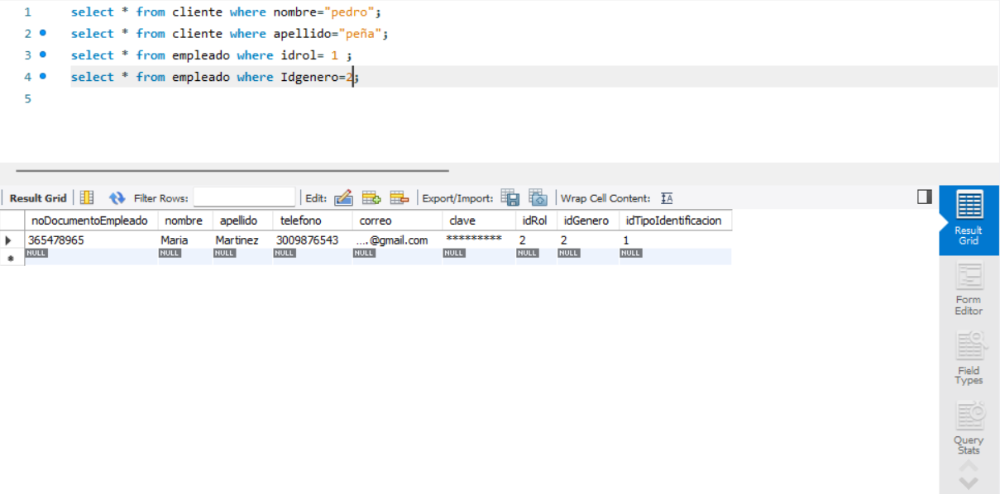 1 select * from cliente where nombre="pedro";
2 select * from cliente where apellido="peña";
3 select * from empleado where idrol= 1 ;
4 select * from empleado where Idgenero=2;
5
Result Grid Filter Rows: Edit: Export/Import: Wrap Cell Content: IA
noDocumentoEmpleado nombre apellido telefono correo clave idRol idGenero idTipoIdentificacion
365478965 Maria Martinez 3009876543 ....@gmail.com ********* 2 2 1
NULL NULL NULL NULL NULL NULL NULL NULL NULL
Result
Grid
Form
Editor
Field
Types
Query
Stats